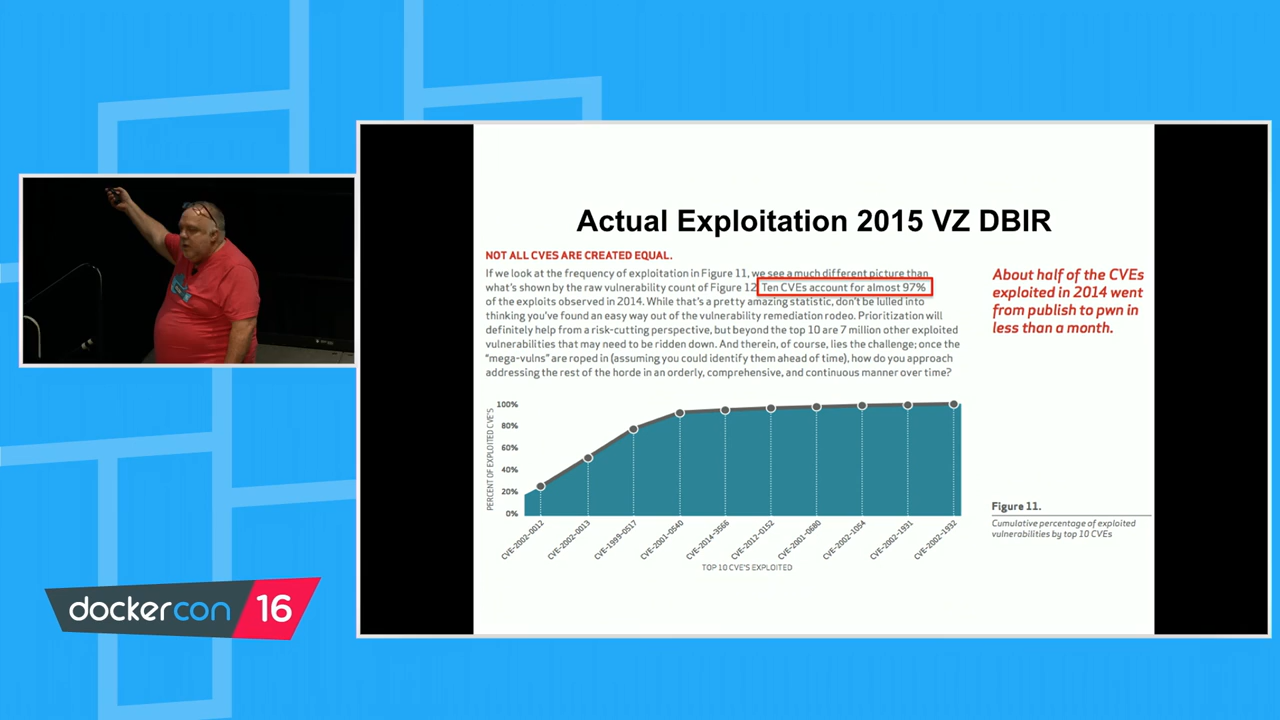 Actual Exploitation 2015 VZ DBIR
NOT ALL CVES ARE CREATED EQUAL.
If we look at the frequency of exploitation in Figure 11, we see a much different picture than
what's shown by the raw vulnerability count of Figure 12. Ten CVEs account for almost 97%
of the exploits observed in 2014. While that's a pretty amazing statistic, don't be lulled into
thinking you've found an easy way out of the vulnerability remediation rodeo. Prioritization will
definitely help from a risk-cutting perspective, but beyond the top 10 are 7 million other exploited
vulnerabilities that may need to be ridden down. And therein, of course, lies the challenge; once the
"mega-vulns" are roped in (assuming you could identify them ahead of time), how do you approach
addressing the rest of the horde in an orderly, comprehensive, and continuous manner over time?
About half of the CVEs
exploited in 2014 went
from publish to pwn in
less than a month.
PERCENT OF EXPLOITED CVE'S
100%
80%
60%
40%
20%
0%
CVE-2002-0012
CVE-2002-0013
CVE-1999-0517
CVE-2001-0540
CVE-2014-3566
CVE-2012-0152
CVE-2001-0680
CVE-2002-1054
CVE-2002-1931
CVE-2002-1932
TOP 10 CVE'S EXPLOITED
Figure 11.
Cumulative percentage of exploited
vulnerabilities by top 10 CVEs
dockercon 16